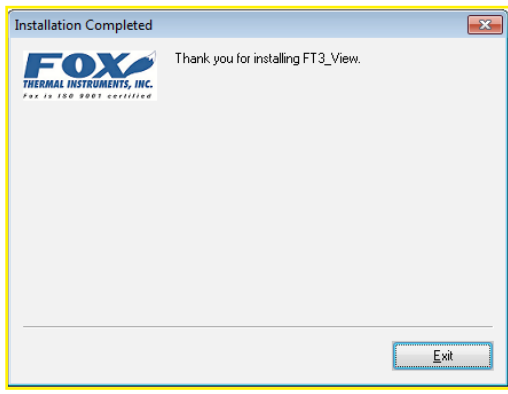 Installation Completed
FOX
THERMAL INSTRUMENTS, INC.
Fox is ISO 9001 certified
Thank you for installing FT3_View.
Exit